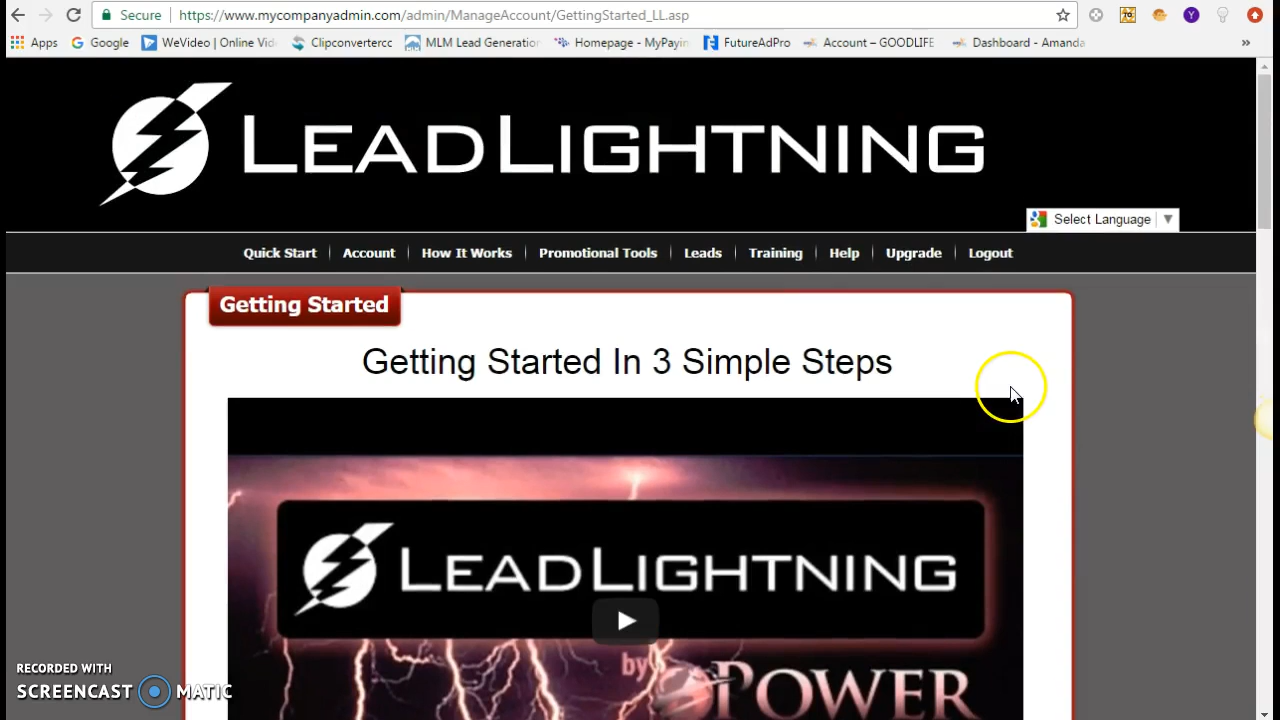 Secure https://www.mycompanyadmin.com/admin/ManageAccount/GettingStarted_LL.asp
Apps Google WeVideo | Online Vid Clipconvertercc MLM Lead Generation Homepage - MyPayin FutureAdPro Account – GOODLIFE Dashboard - Amanda »
LEADLIGHTNING
Select Language ▼
Quick Start Account How It Works Promotional Tools Leads Training Help Upgrade Logout
Getting Started
Getting Started In 3 Simple Steps
LEADLIGHTNING
by POWER
RECORDED WITH
SCREENCAST MATIC